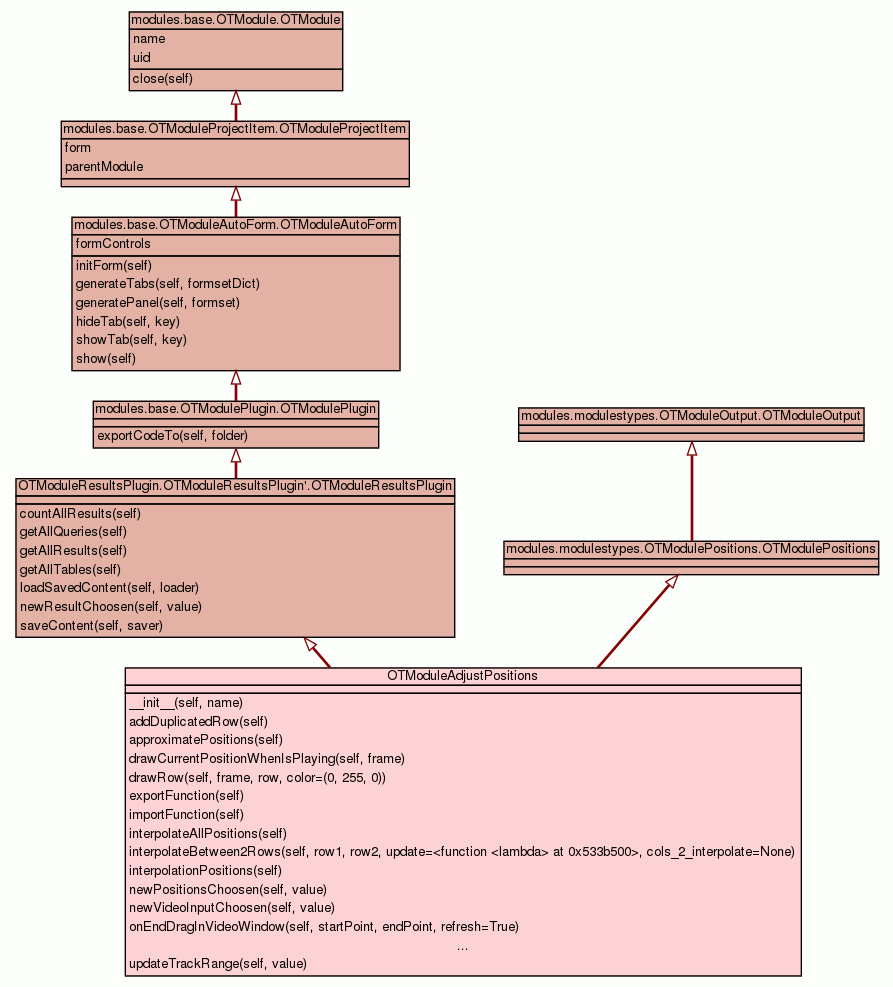 modules.base.OTModule.OTModule
name
uid
close(self)
modules.base.OTModuleProjectItem.OTModuleProjectItem
form
parentModule
modules.base.OTModuleAutoForm.OTModuleAutoForm
formControls
initForm(self)
generateTabs(self, formsetDict)
generatePanel(self, formset)
hideTab(self, key)
showTab(self, key)
show(self)
modules.base.OTModulePlugin.OTModulePlugin
exportCodeTo(self, folder)
modules.modulestypes.OTModuleOutput.OTModuleOutput
OTModuleResultsPlugin.OTModuleResultsPlugin'.OTModuleResultsPlugin
countAllResults(self)
getAllQueries(self)
getAllResults(self)
getAllTables(self)
loadSavedContent(self, loader)
newResultChoosen(self, value)
saveContent(self, saver)
modules.modulestypes.OTModulePositions.OTModulePositions
OTModuleAdjustPositions
__init__(self, name)
addDuplicatedRow(self)
approximatePositions(self)
drawCurrentPositionWhenIsPlaying(self, frame)
drawRow(self, frame, row, color=(0, 255, 0))
exportFunction(self)
importFunction(self)
interpolateAllPositions(self)
interpolateBetween2Rows(self, row1, row2, update=<function <lambda> at 0x533b500>, cols_2_interpolate=None)
interpolationPositions(self)
newPositionsChoosen(self, value)
newVideoInputChoosen(self, value)
onEndDragInVideoWindow(self, startPoint, endPoint, refresh=True)
...
updateTrackRange(self, value)